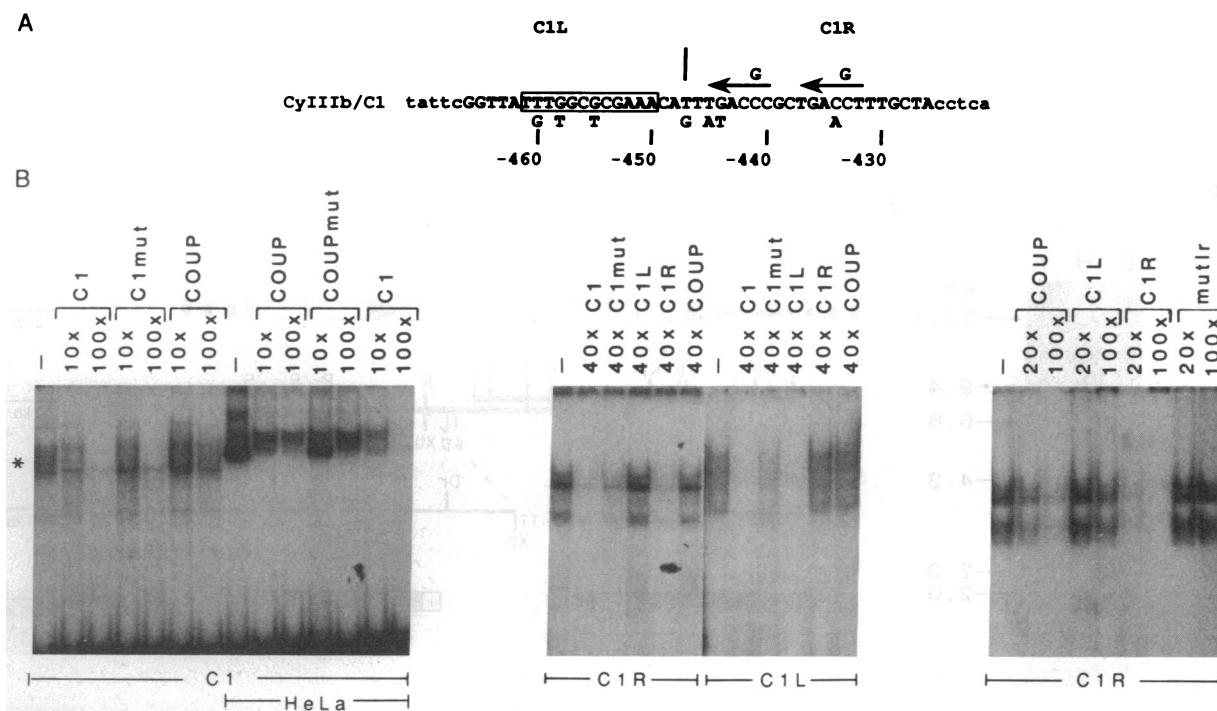 A
C1L C1R
G G
CyIIIb/C1 tattcGGTTATTTGGCGCGAAACATTTGACCCGCTGACCTTTGCTAcctca
G T T G AT A
-460 -450 -440 -430
B
C1 C1mut COUP COUP COUPmut C1
– 10x 100x 10x 100x 10x 100x – 10x 100x 10x 100x 10x 100x
*
C1
HeLa
– 40x C1 40x C1mut 40x C1L 40x C1R 40x COUP – 40x C1 40x C1mut 40x C1L 40x C1R 40x COUP
C1R C1L
COUP C1L C1R mutlr
– 20x 100x 20x 100x 20x 100x 20x 100x
C1R